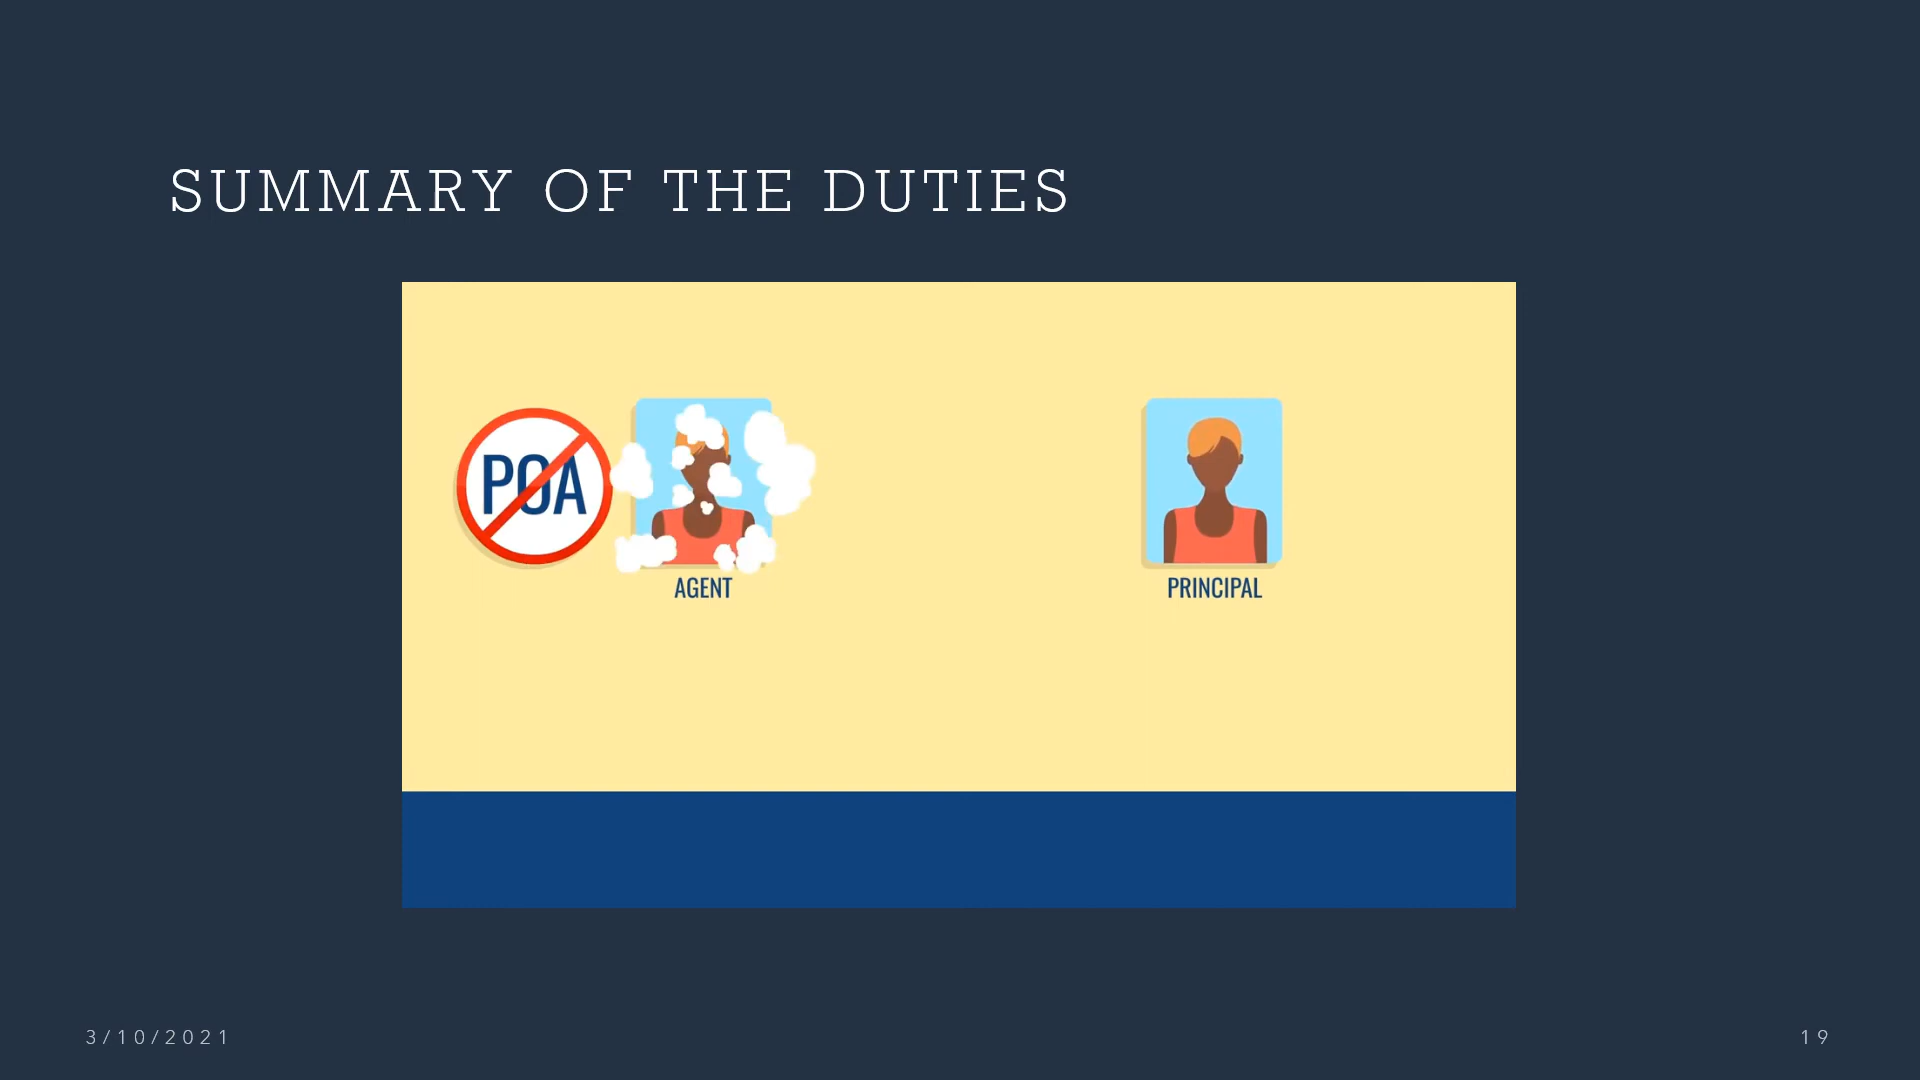 SUMMARY OF THE DUTIES
POA
AGENT
PRINCIPAL
3/10/2021
19